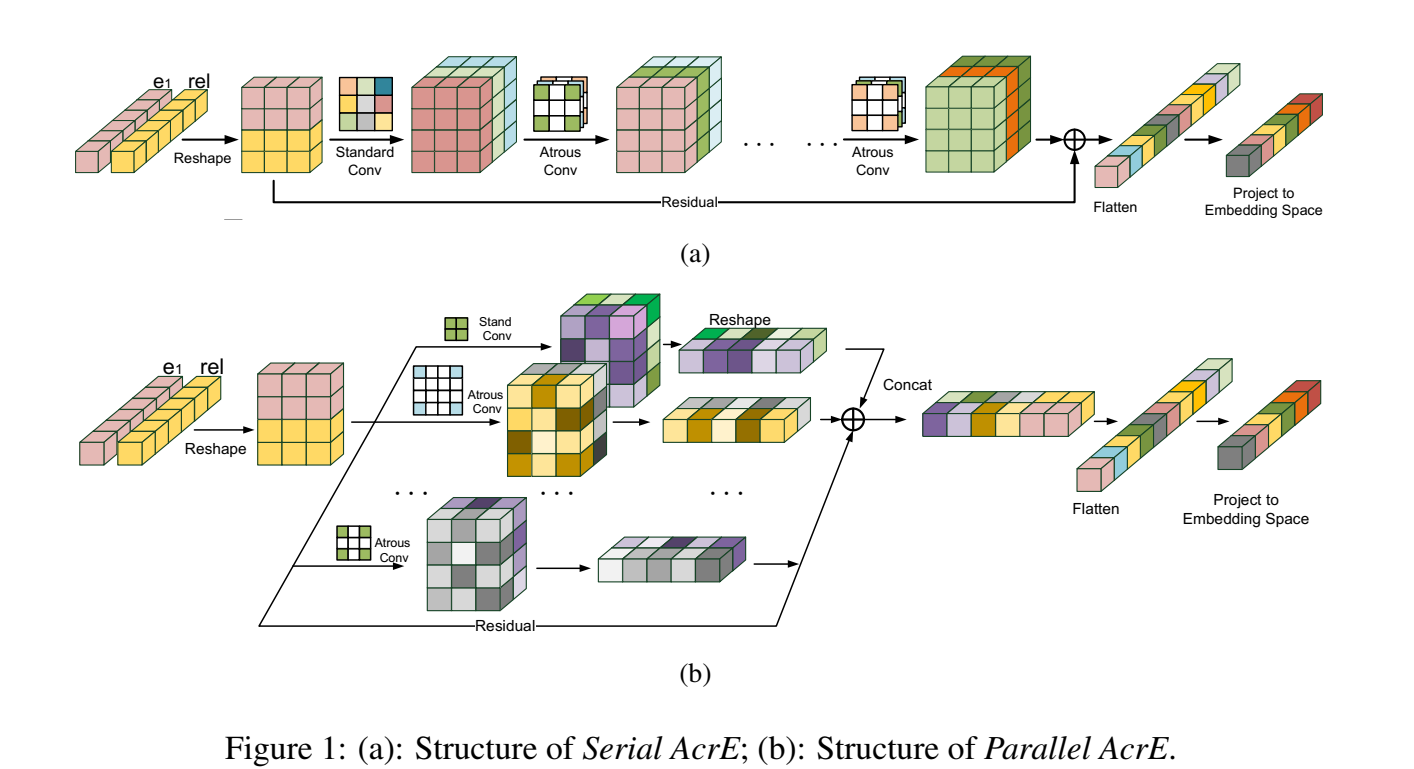 e1 rel
Reshape
Standard
Conv
Atrous
Conv
. . . . .
Atrous
Conv
Residual
Flatten
Project to
Embedding Space
(a)
e1 rel
Reshape
Stand
Conv
Atrous
Conv
. . .
Atrous
Conv
. . .
. . .
Reshape
Residual
Concat
Flatten
Project to
Embedding Space
(b)
Figure 1: (a): Structure of Serial AcrE; (b): Structure of Parallel AcrE.